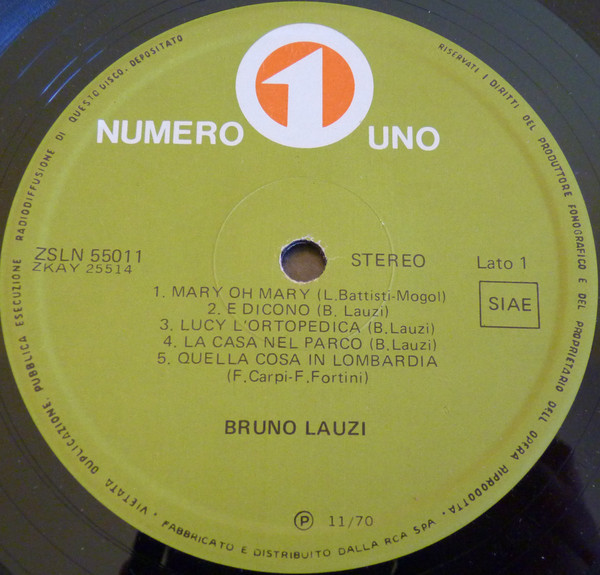 1
NUMERO UNO
ZSLN 55011
ZKAY 25514
STEREO
Lato 1
SIAE
1. MARY OH MARY (L.Battisti-Mogol)
2. E DICONO (B. Lauzi)
3. LUCY L'ORTOPEDICA (B.Lauzi)
4. LA CASA NEL PARCO (B.Lauzi)
5. QUELLA COSA IN LOMBARDIA
(F.Carpi-F.Fortini)
BRUNO LAUZI
Ⓟ 11/70
RISERVATI I DIRITTI DEL PRODUTTORE FONOGRAFICO E DEL PROPRIETARIO DELL'OPERA RIPRODOTTA. VIETATA DUPLICAZIONE, PUBBLICA ESECUZIONE E RADIODIFFUSIONE DI QUESTO DISCO. DEPOSITATO
FABBRICATO E DISTRIBUITO DALLA RCA SPA